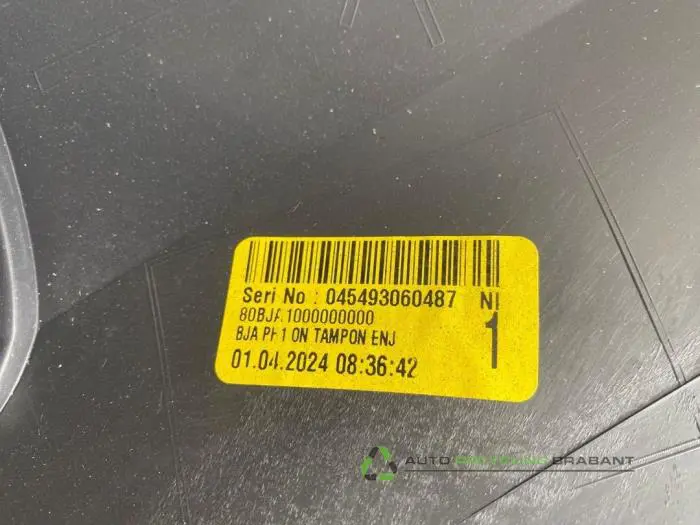 Seri No : 045493060487 NI
80BJA1000000000
BJA PH1 ON TAMPON ENJ
1
01.04.2024 08:36:42
AUTO RECYCLING BRABANT